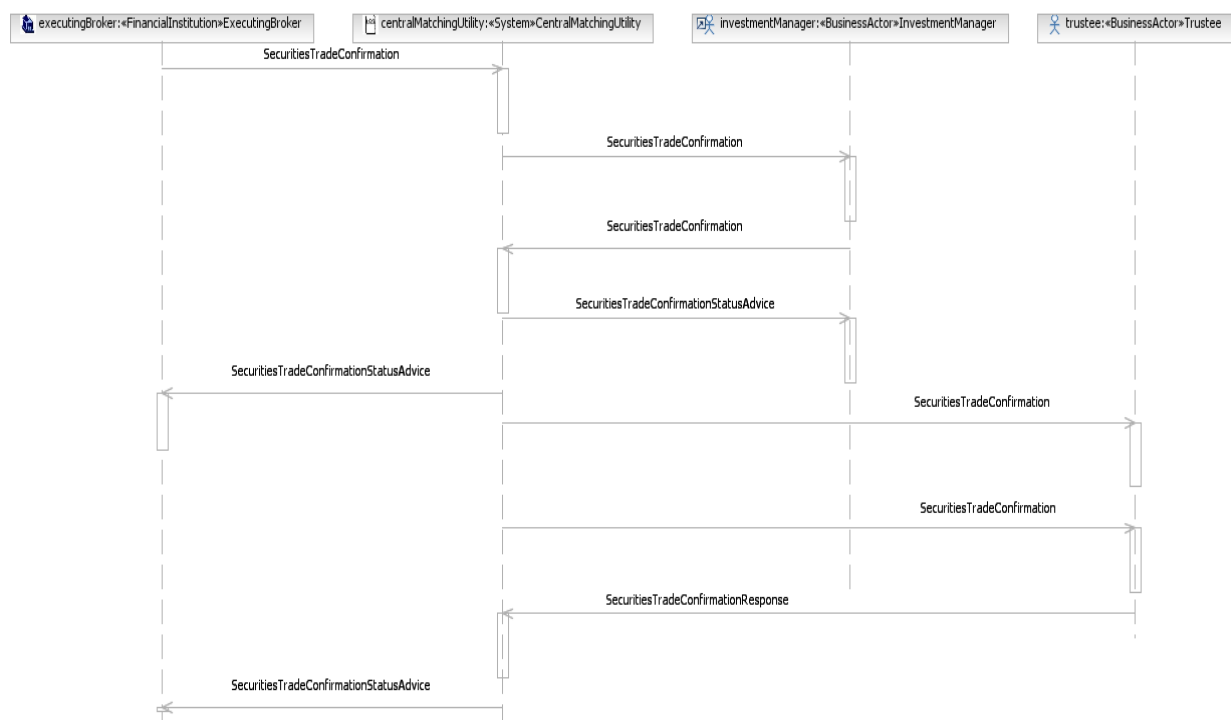 executingBroker:«FinancialInstitution»ExecutingBroker
centralMatchingUtility:«System»CentralMatchingUtility
investmentManager:«BusinessActor»InvestmentManager
trustee:«BusinessActor»Trustee
SecuritiesTradeConfirmation
SecuritiesTradeConfirmation
SecuritiesTradeConfirmation
SecuritiesTradeConfirmationStatusAdvice
SecuritiesTradeConfirmationStatusAdvice
SecuritiesTradeConfirmation
SecuritiesTradeConfirmation
SecuritiesTradeConfirmationResponse
SecuritiesTradeConfirmationStatusAdvice